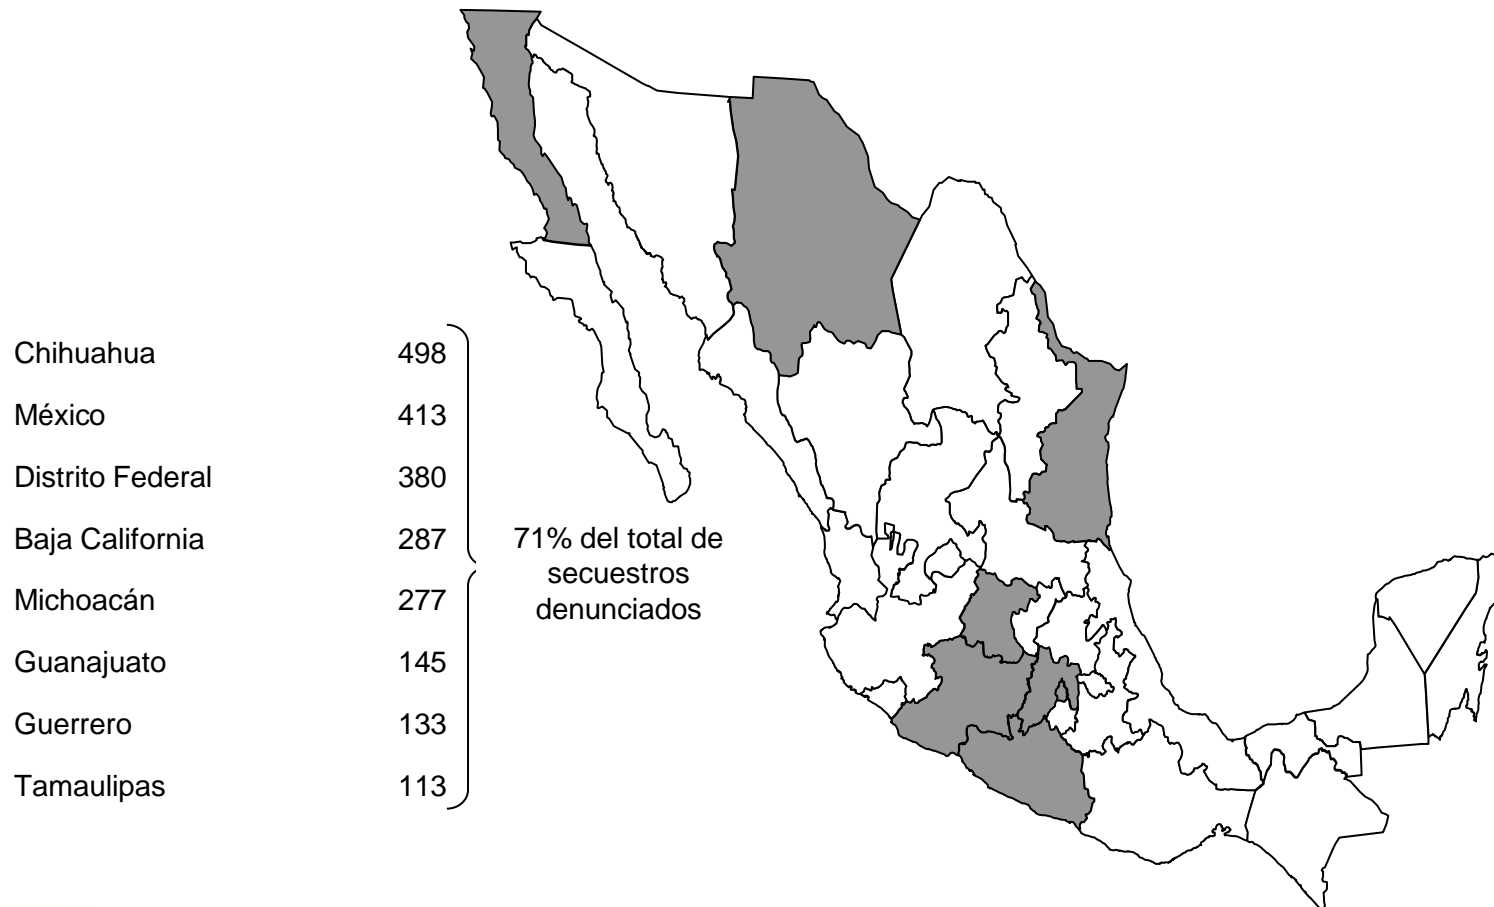 Chihuahua 498
México 413
Distrito Federal 380
Baja California 287
Michoacán 277
Guanajuato 145
Guerrero 133
Tamaulipas 113
71% del total de
secuestros
denunciados